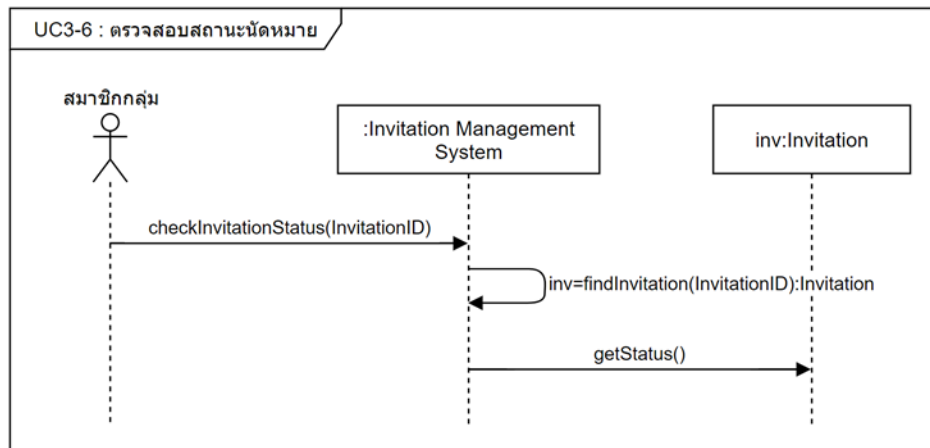 UC3-6 : ตรวจสอบสถานะนัดหมาย
สมาชิกกลุ่ม
:Invitation Management
System
inv:Invitation
checkInvitationStatus(InvitationID)
inv=findInvitation(InvitationID):Invitation
getStatus()